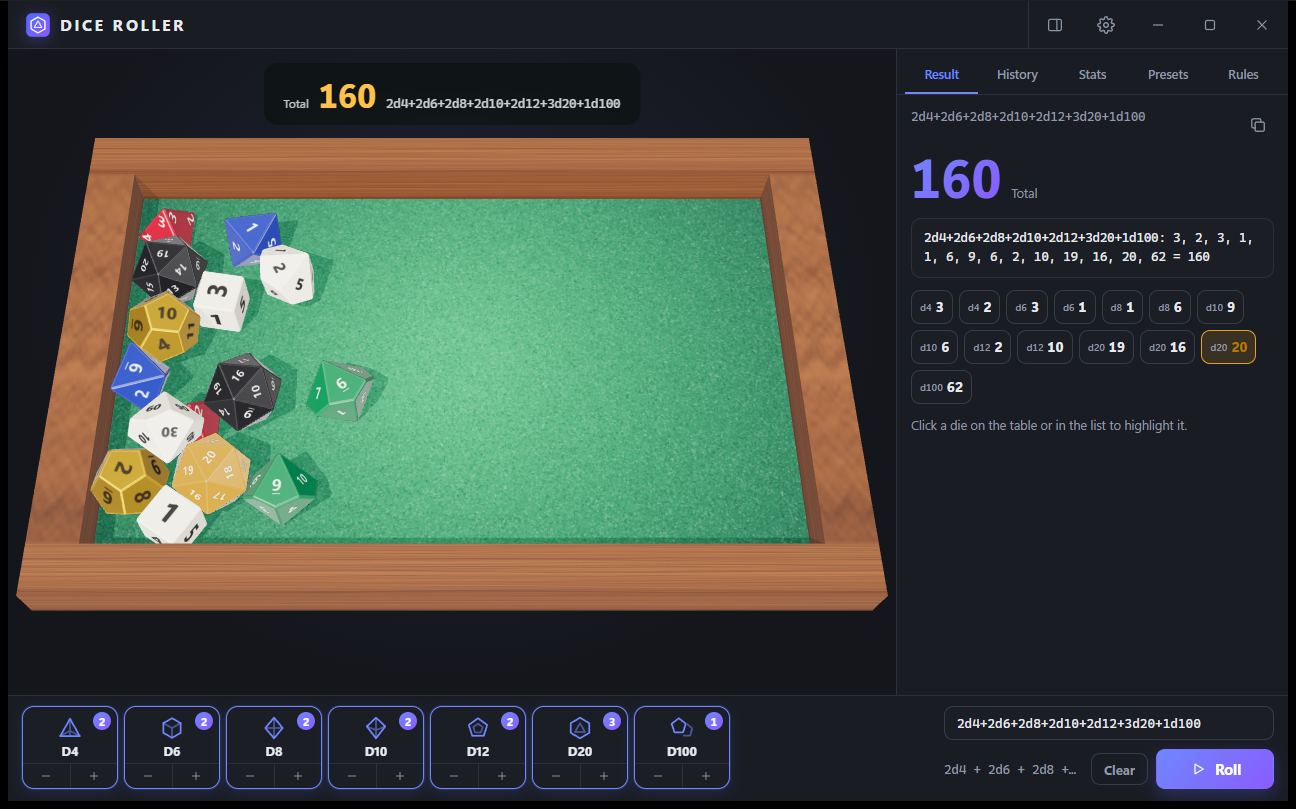 DICE ROLLER
Total 160 2d4+2d6+2d8+2d10+2d12+3d20+1d100
Result History Stats Presets Rules
2d4+2d6+2d8+2d10+2d12+3d20+1d100
160 Total
2d4+2d6+2d8+2d10+2d12+3d20+1d100: 3, 2, 3, 1,
1, 6, 9, 6, 2, 10, 19, 16, 20, 62 = 160
d4 3 d4 2 d6 3 d6 1 d8 1 d8 6 d10 9
d10 6 d12 2 d12 10 d20 19 d20 16 d20 20
d100 62
Click a die on the table or in the list to highlight it.
2 2 2 2 2 3 1
D4 D6 D8 D10 D12 D20 D100
− + − + − + − + − + − + − +
2d4+2d6+2d8+2d10+2d12+3d20+1d100
2d4 + 2d6 + 2d8 +… Clear Roll